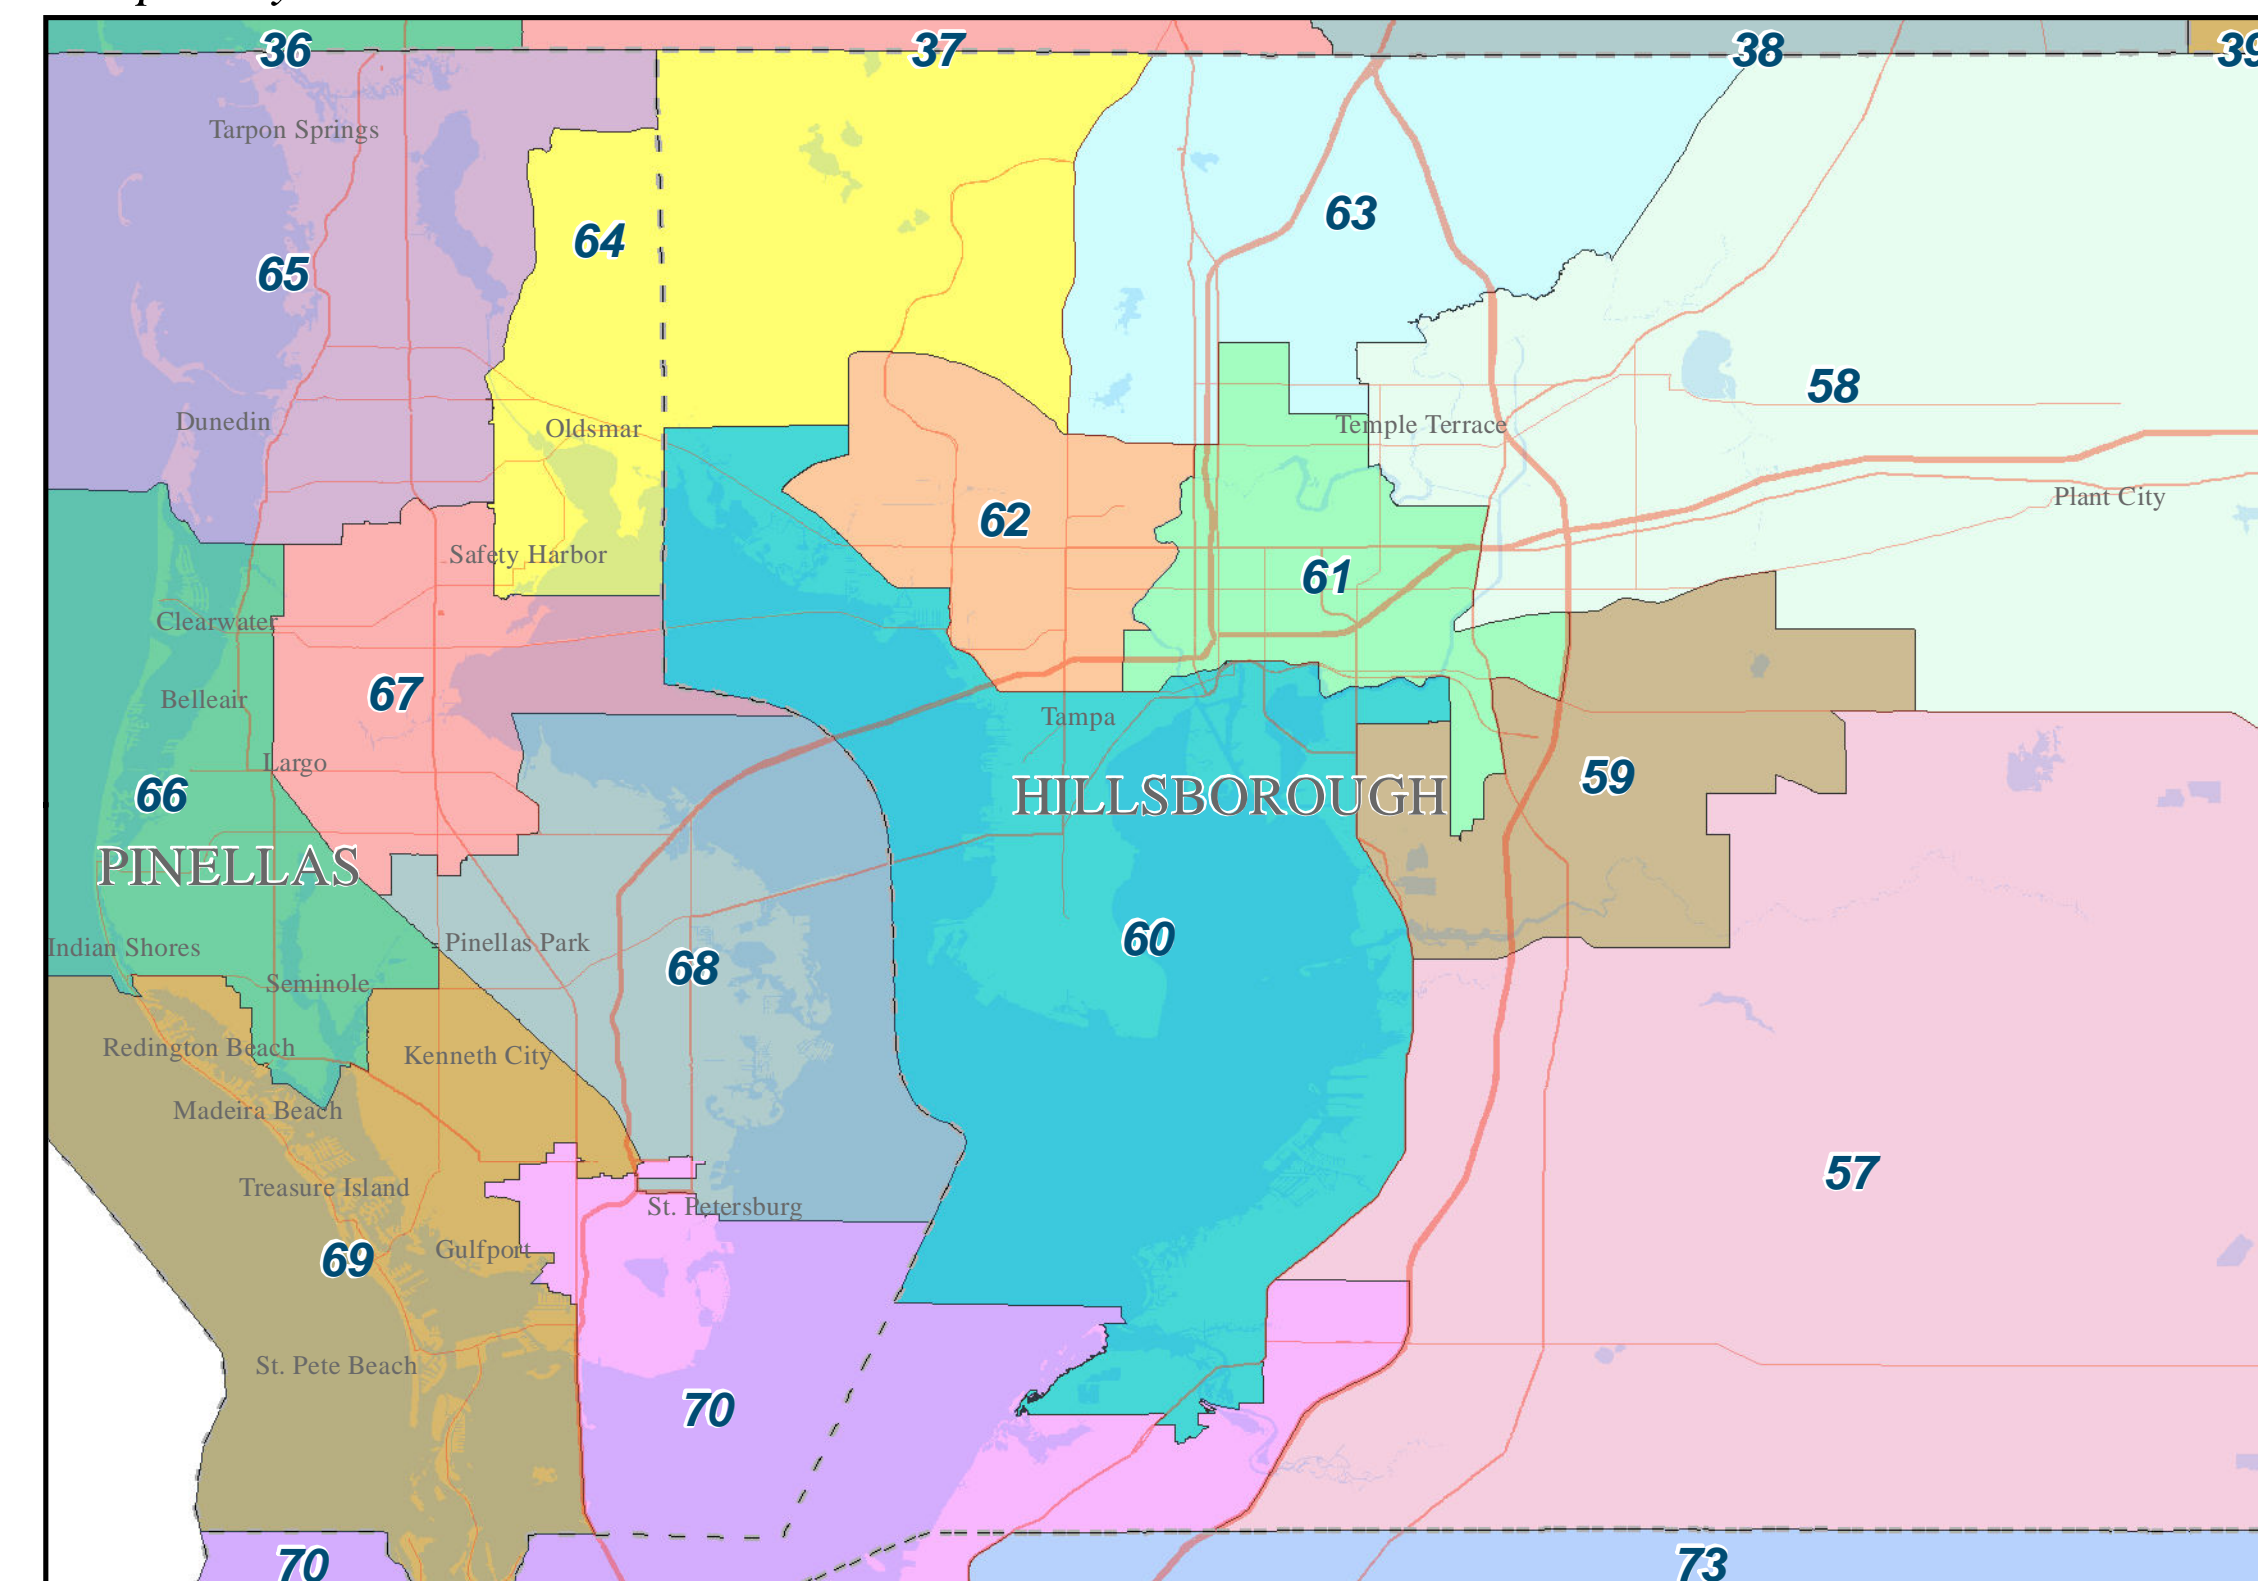 36
37
38
39
Tarpon Springs
63
64
65
58
Dunedin
Oldsmar
Temple Terrace
Plant City
62
Safety Harbor
61
Clearwater
67
Belleair
Tampa
Largo
59
66
HILLSBOROUGH
PINELLAS
60
Indian Shores
Pinellas Park
68
Seminole
Redington Beach
Kenneth City
Madeira Beach
57
Treasure Island
St. Petersburg
69
Gulfport
St. Pete Beach
70
70
73